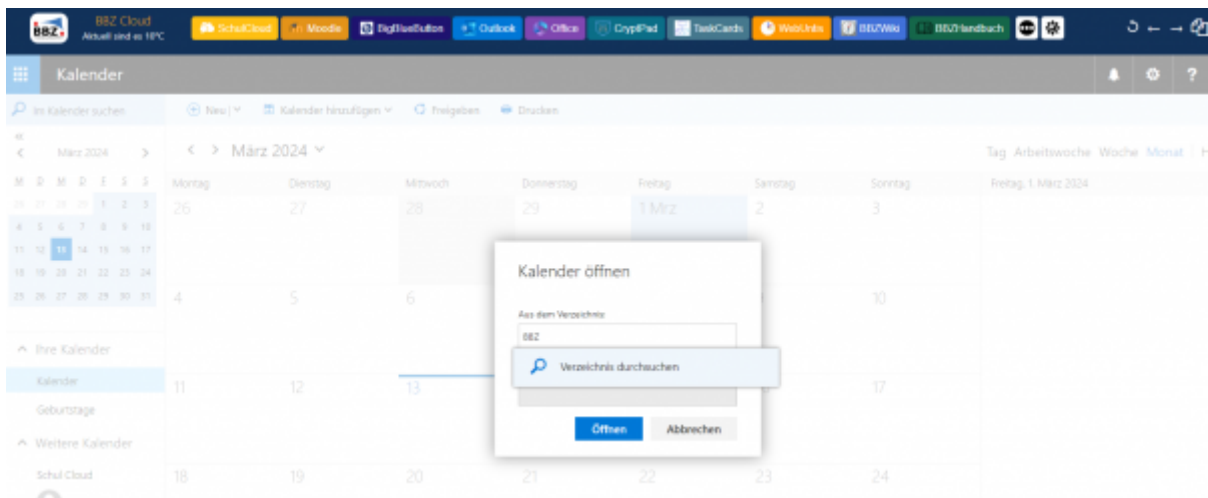 BBZ Cloud
Aktuell sind es 10°C
BBZ
SchulCloud
Moodle
BigBlueButton
Outlook
Office
CryptPad
TaskCards
WebUntis
BBZWiki
BBZHandbuch
Kalender
Im Kalender suchen
Neu
Kalender hinzufügen
Freigeben
Drucken
März 2024
März 2024
Tag Arbeitswoche Woche Monat
M D M D F S S
Montag Dienstag Mittwoch Donnerstag Freitag Samstag Sonntag
Freitag, 1. März 2024
26 27 28 29 1 2 3
26 27 28 29 1 Mrz 2 3
4 5 6 7 8 9 10
11 12 13 14 15 16 17
18 19 20 21 22 23 24
25 26 27 28 29 30 31
Kalender öffnen
4 5 6 10
Aus dem Verzeichnis:
BBZ
Verzeichnis durchsuchen
Ihre Kalender
Kalender
11 12 13 17
Geburtstage
Öffnen Abbrechen
Weitere Kalender
Schul Cloud
18 19 20 21 22 23 24